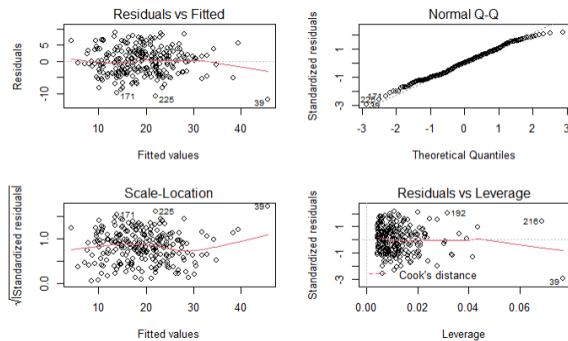 Residuals vs Fitted
Residuals
5
0
-10
171
225
39
10 20 30 40
Fitted values
Normal Q-Q
Standardized residuals
1
-1
-3
171
39
-3 -2 -1 0 1 2 3
Theoretical Quantiles
Scale-Location
√|Standardized residuals|
1.0
0.0
171
225
39
10 20 30 40
Fitted values
Residuals vs Leverage
Standardized residuals
1
-1
-3
192
216
39
Cook's distance
0.00 0.02 0.04 0.06
Leverage